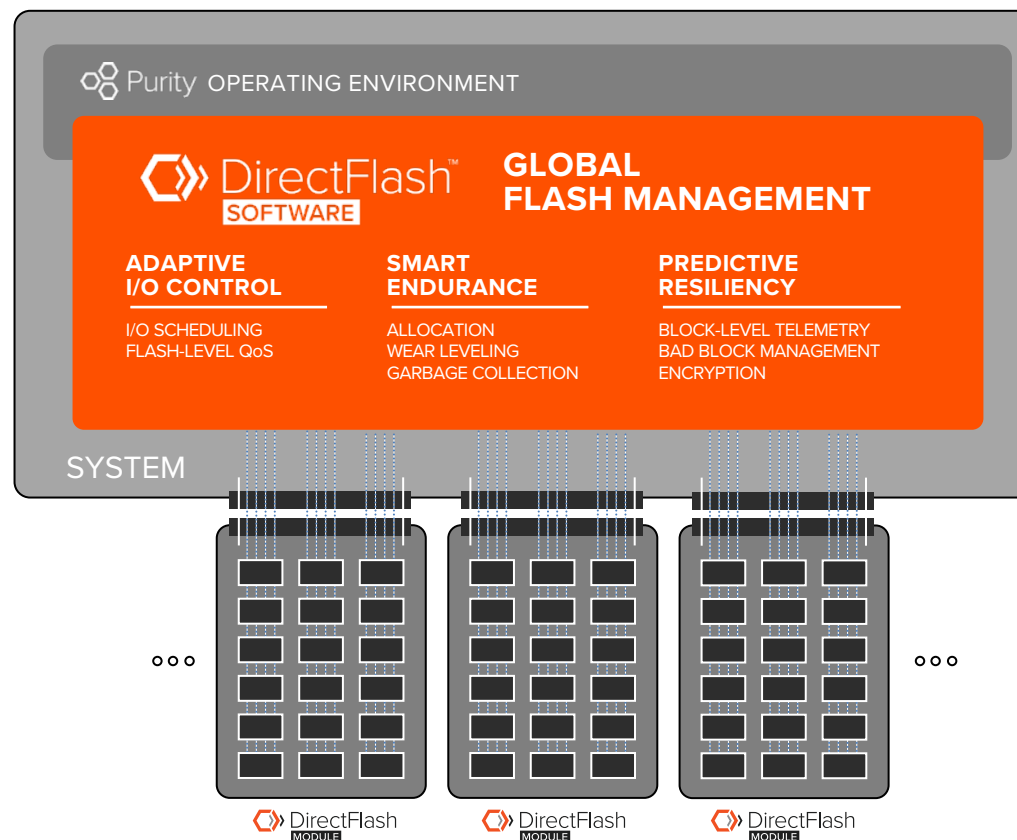 Purity OPERATING ENVIRONMENT
DirectFlash™
SOFTWARE
GLOBAL
FLASH MANAGEMENT
ADAPTIVE
I/O CONTROL
I/O SCHEDULING
FLASH-LEVEL QoS
SMART
ENDURANCE
ALLOCATION
WEAR LEVELING
GARBAGE COLLECTION
PREDICTIVE
RESILIENCY
BLOCK-LEVEL TELEMETRY
BAD BLOCK MANAGEMENT
ENCRYPTION
SYSTEM
DirectFlash
MODULE
DirectFlash
MODULE
DirectFlash
MODULE